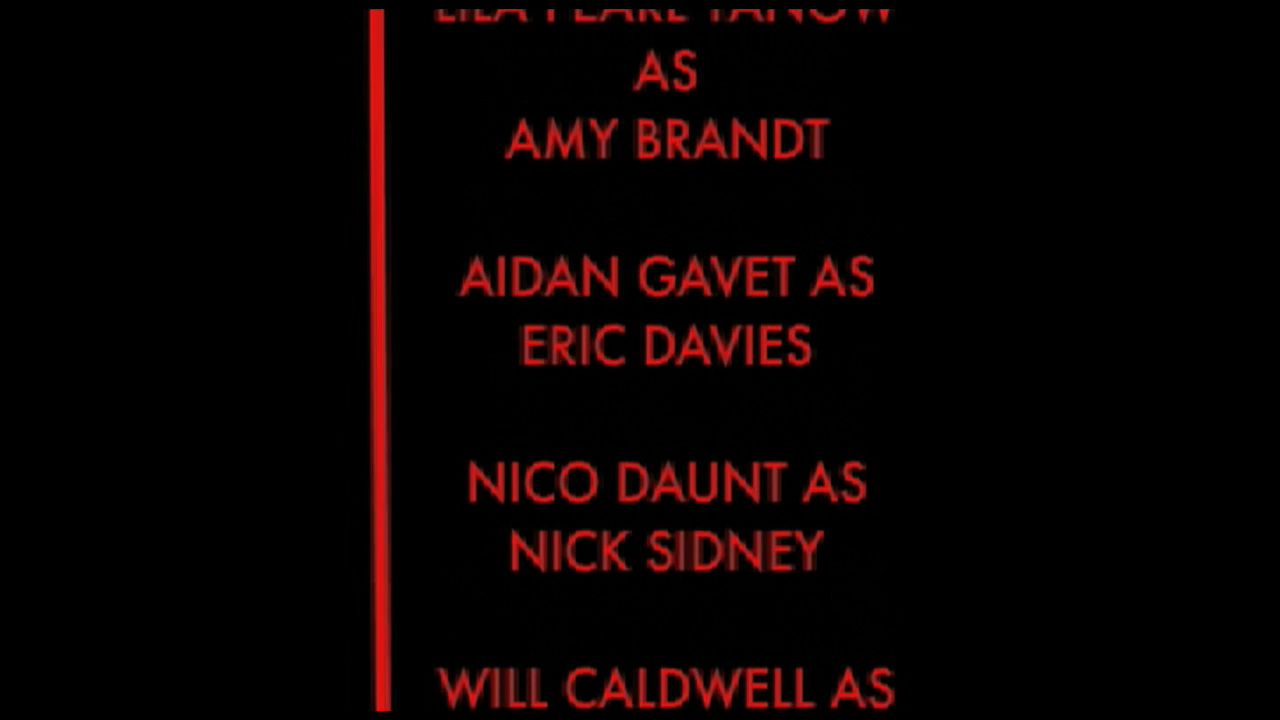 AS
AMY BRANDT
AIDAN GAVET AS
ERIC DAVIES
NICO DAUNT AS
NICK SIDNEY
WILL CALDWELL AS